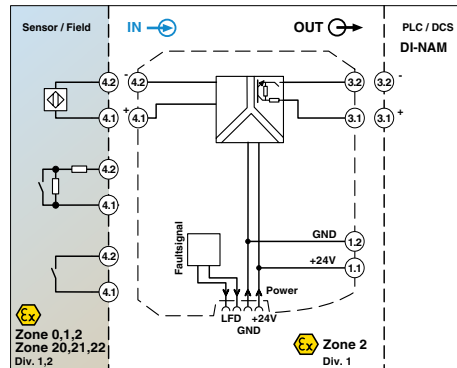 Sensor / Field
IN
OUT
PLC / DCS
DI-NAM
4.2
-
4.2
3.2
3.2
-
4.1
+
4.1
3.1
3.1
+
4.2
4.1
4.2
4.1
GND
1.2
+24V
1.1
Faultsignal
Power
LFD
+24V
GND
Ex
Zone 0,1,2
Zone 20,21,22
Div. 1,2
Ex
Zone 2
Div. 1